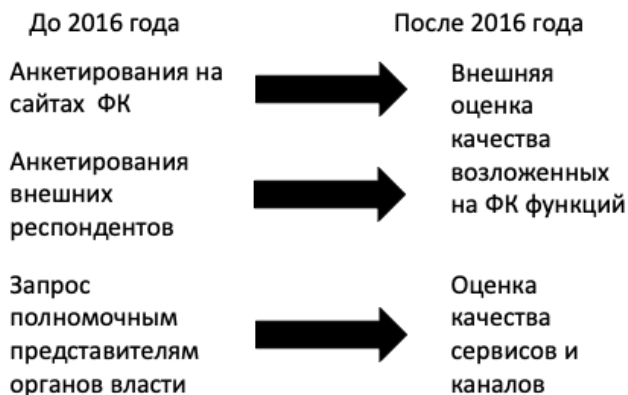 До 2016 года
После 2016 года
Анкетирования на
сайтах ФК
Анкетирования
внешних
респондентов
Внешняя
оценка
качества
возложенных
на ФК функций
Запрос
полномочным
представителям
органов власти
Оценка
качества
сервисов и
каналов